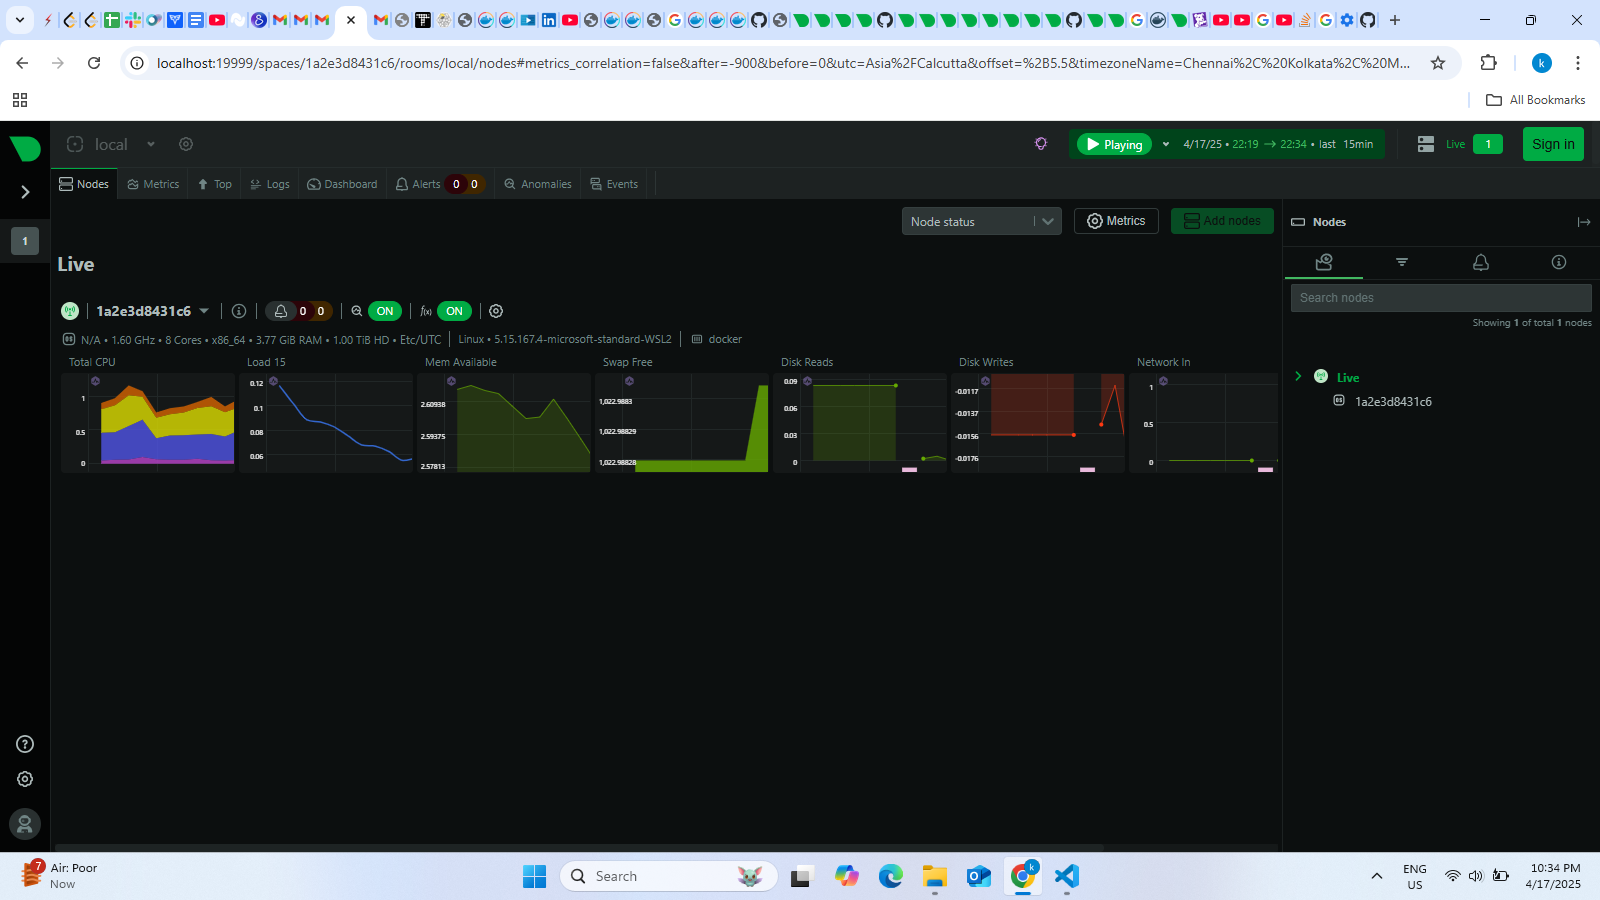 localhost:19999/spaces/1a2e3d8431c6/rooms/local/nodes#metrics_correlation=false&after=-900&before=0&utc=Asia%2FCalcutta&offset=%2B5.5&timezoneName=Chennai%2C%20Kolkata%2C%20M...
All Bookmarks
local
Playing
4/17/25 • 22:19 → 22:34 • last 15min
Live
1
Sign in
Nodes
Metrics
Top
Logs
Dashboard
Alerts 0 0
Anomalies
Events
1
Node status
Metrics
Add nodes
Live
1a2e3d8431c6
0 0
ON
f(x) ON
N/A • 1.60 GHz • 8 Cores • x86_64 • 3.77 GiB RAM • 1.00 TiB HD • Etc/UTC
Linux • 5.15.167.4-microsoft-standard-WSL2
docker
Total CPU
1
0.5
0
Load 15
0.12
0.1
0.08
0.06
Mem Available
2.60938
2.59375
2.57813
Swap Free
1,022.9883
1,022.98829
1,022.98828
Disk Reads
0.09
0.06
0.03
0
Disk Writes
-0.0117
-0.0137
-0.0156
-0.0176
Network In
1
0.5
0
Nodes
Search nodes
Showing 1 of total 1 nodes
Live
1a2e3d8431c6
7
Air: Poor
Now
Search
k
ENG
US
10:34 PM
4/17/2025